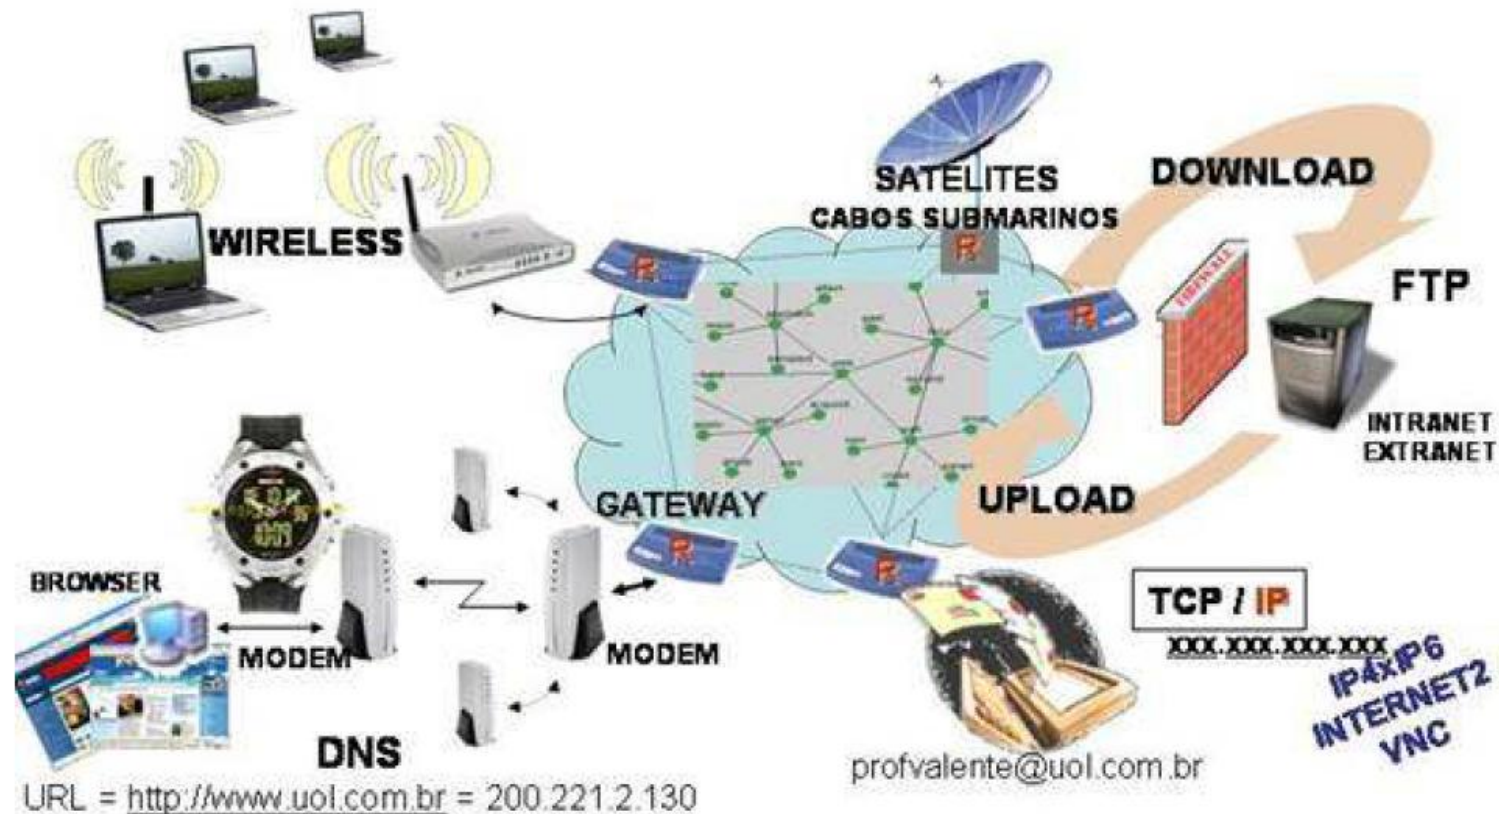 SATELITES
CABOS SUBMARINOS
DOWNLOAD
WIRELESS
FIREWALL
FTP
INTRANET
EXTRANET
GATEWAY
UPLOAD
BROWSER
MODEM
MODEM
TCP / IP
xxx.xxx.xxx.xxx
IP4xIP6
INTERNET2
VNC
DNS
profvalente@uol.com.br
URL = http://www.uol.com.br = 200.221.2.130